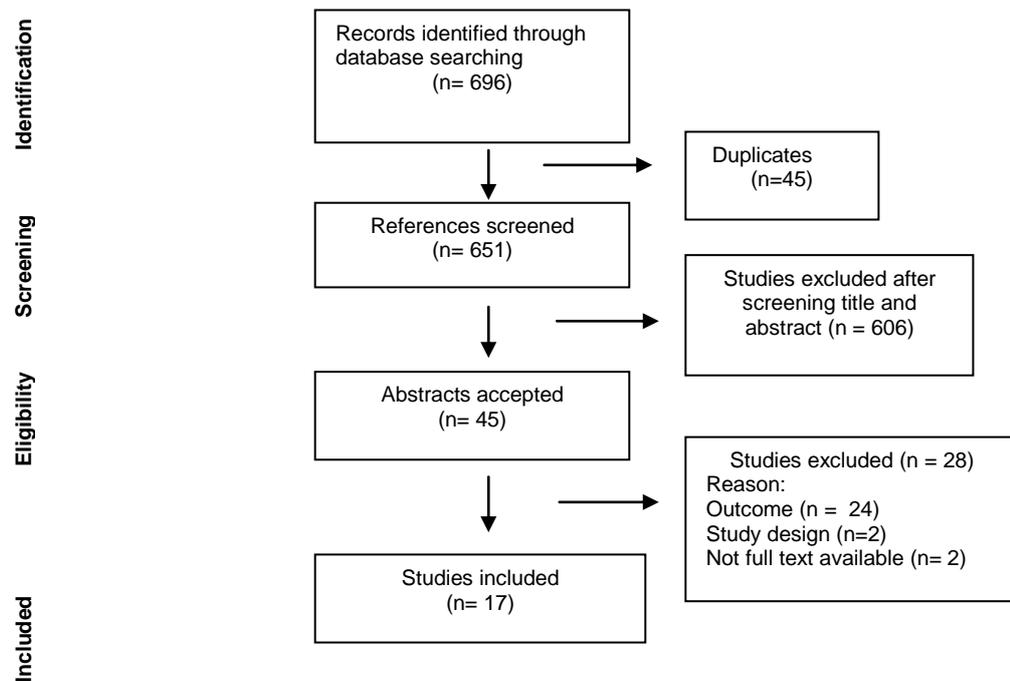 Identification
Records identified through
database searching
(n= 696)
Duplicates
(n=45)
Screening
References screened
(n= 651)
Studies excluded after
screening title and
abstract (n = 606)
Eligibility
Abstracts accepted
(n= 45)
Studies excluded (n = 28)
Reason:
Outcome (n =  24)
Study design (n=2)
Not full text available (n= 2)
Included
Studies included
(n= 17)